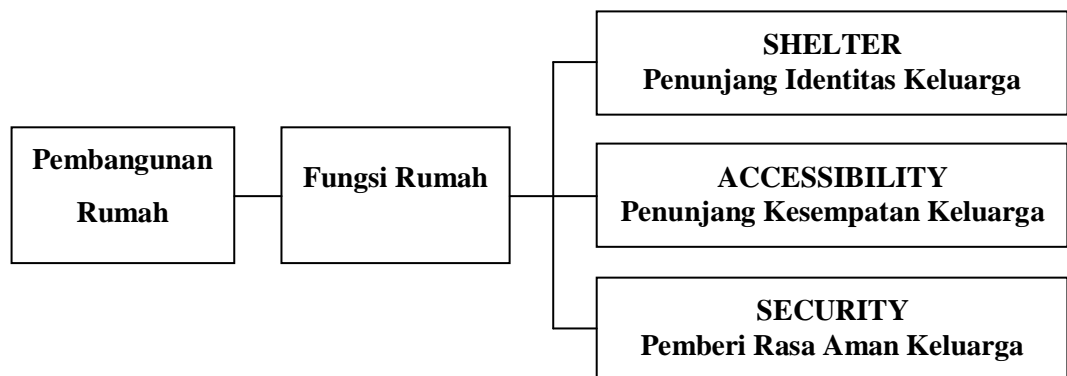 Pembangunan
Rumah
Fungsi Rumah
SHELTER
Penunjang Identitas Keluarga
ACCESSIBILITY
Penunjang Kesempatan Keluarga
SECURITY
Pemberi Rasa Aman Keluarga